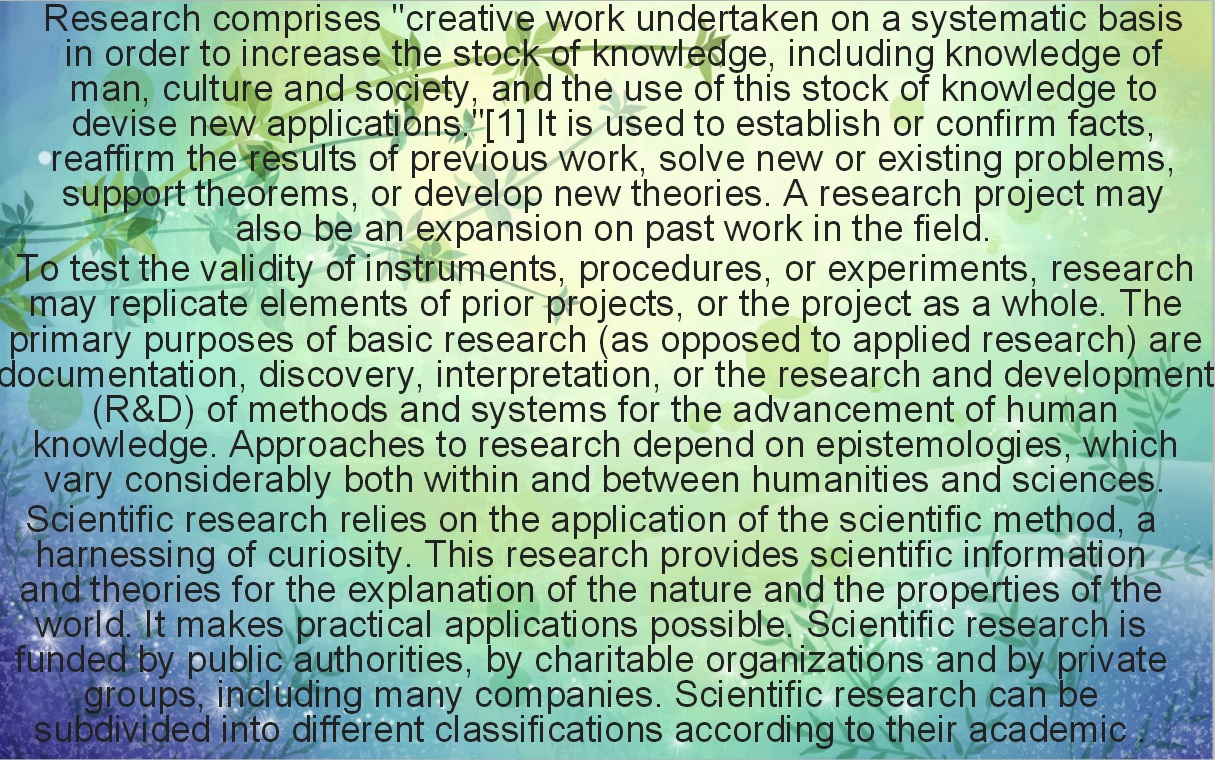 Research comprises "creative work undertaken on a systematic basis
in order to increase the stock of knowledge, including knowledge of
man, culture and society, and the use of this stock of knowledge to
devise new applications."[1] It is used to establish or confirm facts,
reaffirm the results of previous work, solve new or existing problems,
support theorems, or develop new theories. A research project may
also be an expansion on past work in the field.
To test the validity of instruments, procedures, or experiments, research
may replicate elements of prior projects, or the project as a whole. The
primary purposes of basic research (as opposed to applied research) are
documentation, discovery, interpretation, or the research and development
(R&D) of methods and systems for the advancement of human
knowledge. Approaches to research depend on epistemologies, which
vary considerably both within and between humanities and sciences.
Scientific research relies on the application of the scientific method, a
harnessing of curiosity. This research provides scientific information
and theories for the explanation of the nature and the properties of the
world. It makes practical applications possible. Scientific research is
funded by public authorities, by charitable organizations and by private
groups, including many companies. Scientific research can be
subdivided into different classifications according to their academic .